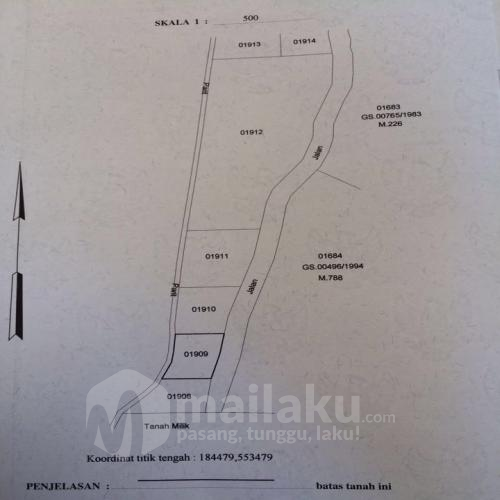 SKALA 1 : 500
01913
01914
Parit
01683
GS.00765/1983
M.226
01912
Jalan
01684
GS.00496/1994
M.788
01911
Jalan
Parit
01910
01909
01908
mailaku.com
pasang, tunggu, laku!
Tanah Milik
Koordinat titik tengah : 184479,553479
PENJELASAN : batas tanah ini